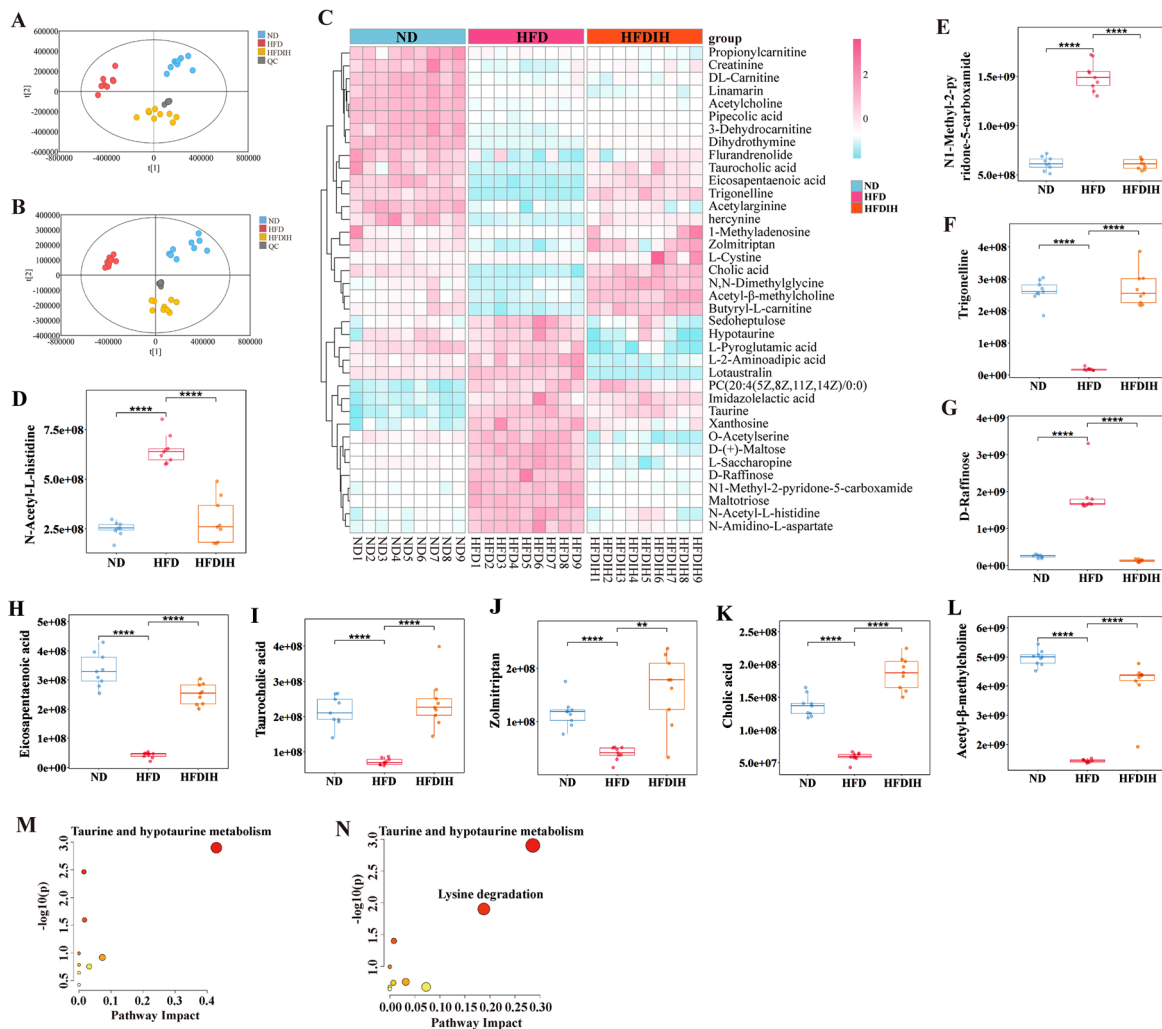 A
600000
400000
200000
0
-200000
-400000
-600000
t[2]
-800000
-400000
0
400000
800000
t[1]
ND
HFD
HFDIH
QC
B
400000
300000
200000
100000
0
-100000
-200000
-300000
-400000
t[2]
-800000
-400000
0
400000
800000
t[1]
ND
HFD
HFDIH
QC
C
ND
HFD
HFDIH
group
Propionylcarnitine
Creatinine
DL-Carnitine
Linamarin
Acetylcholine
Pipecolic acid
3-Dehydrocarnitine
Dihydrothymine
Flurandrenolide
Taurocholic acid
Eicosapentaenoic acid
Trigonelline
Acetylarginine
hercynine
1-Methyladenosine
Zolmitriptan
L-Cystine
Cholic acid
N,N-Dimethylglycine
Acetyl-β-methylcholine
Butyryl-L-carnitine
Sedoheptulose
Hypotaurine
L-Pyroglutamic acid
L-2-Aminoadipic acid
Lotaustralin
PC(20:4(5Z,8Z,11Z,14Z)/0:0)
Imidazolelactic acid
Taurine
Xanthosine
O-Acetylserine
D-(+)-Maltose
L-Saccharopine
D-Raffinose
N1-Methyl-2-pyridone-5-carboxamide
Maltotriose
N-Acetyl-L-histidine
N-Amidino-L-aspartate
ND1
ND2
ND3
ND4
ND5
ND6
ND7
ND8
ND9
HFD1
HFD2
HFD3
HFD4
HFD5
HFD6
HFD7
HFD8
HFD9
HFDIH1
HFDIH2
HFDIH3
HFDIH4
HFDIH5
HFDIH6
HFDIH7
HFDIH8
HFDIH9
2
1
0
ND
HFD
HFDIH
D
N-Acetyl-L-histidine
7.5e+08
5.0e+08
2.5e+08
****
****
ND
HFD
HFDIH
E
N1-Methyl-2-py
ridone-5-carboxamide
1.5e+09
1.0e+09
5.0e+08
****
****
ND
HFD
HFDIH
F
Trigonelline
4e+08
3e+08
2e+08
1e+08
0e+00
****
****
ND
HFD
HFDIH
G
D-Raffinose
4e+09
3e+09
2e+09
1e+09
0e+00
****
****
ND
HFD
HFDIH
H
Eicosapentaenoic acid
5e+08
4e+08
3e+08
2e+08
1e+08
0e+00
****
****
ND
HFD
HFDIH
I
Taurocholic acid
4e+08
3e+08
2e+08
1e+08
****
****
ND
HFD
HFDIH
J
Zolmitriptan
2e+08
1e+08
****
**
ND
HFD
HFDIH
K
Cholic acid
2.5e+08
2.0e+08
1.5e+08
1.0e+08
5.0e+07
****
****
ND
HFD
HFDIH
L
Acetyl-β-methylcholine
6e+09
5e+09
4e+09
3e+09
2e+09
****
****
ND
HFD
HFDIH
M
Taurine and hypotaurine metabolism
-log10(p)
3.0
2.5
2.0
1.5
1.0
0.5
0.0
0.1
0.2
0.3
0.4
Pathway Impact
N
Taurine and hypotaurine metabolism
Lysine degradation
-log10(p)
3.0
2.5
2.0
1.5
1.0
0.00
0.05
0.10
0.15
0.20
0.25
0.30
Pathway Impact